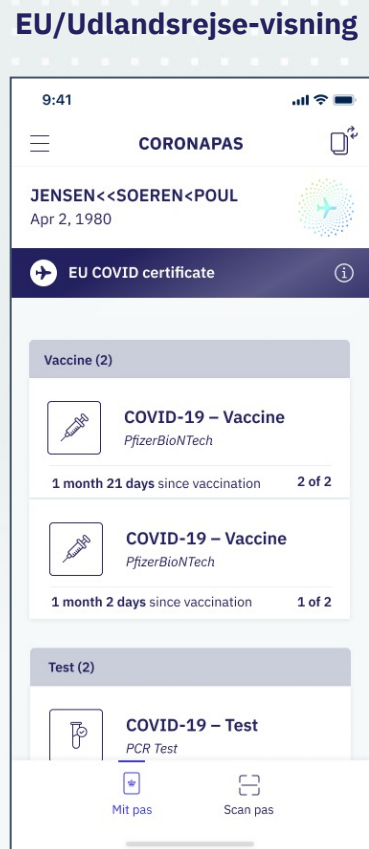 EU/Udlandsrejse-visning
9:41
CORONAPAS
JENSEN<<SOEREN<POUL
Apr 2, 1980
EU COVID certificate
Vaccine (2)
COVID-19 – Vaccine
PfizerBioNTech
1 month 21 days since vaccination 2 of 2
COVID-19 – Vaccine
PfizerBioNTech
1 month 2 days since vaccination 1 of 2
Test (2)
COVID-19 – Test
PCR Test
Mit pas Scan pas